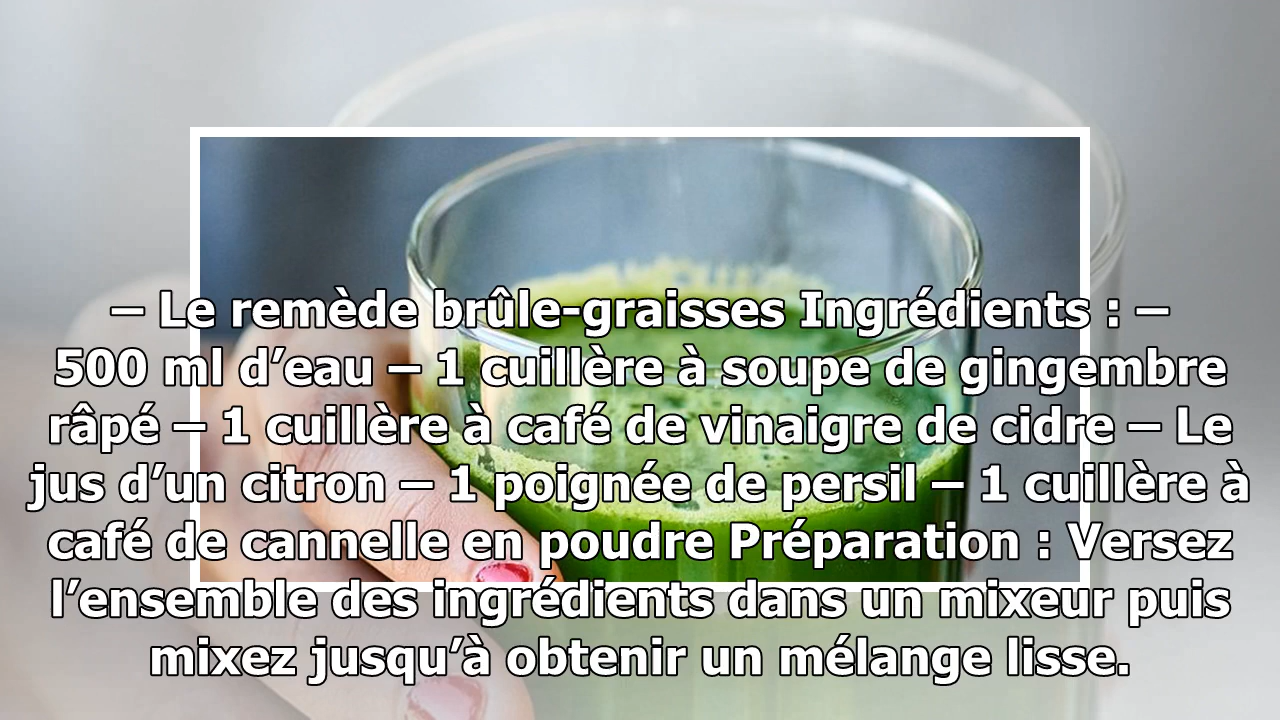 – Le remède brûle-graisses Ingrédients : –
500 ml d’eau – 1 cuillère à soupe de gingembre
râpé – 1 cuillère à café de vinaigre de cidre – Le
jus d’un citron – 1 poignée de persil – 1 cuillère à
café de cannelle en poudre Préparation : Versez
l’ensemble des ingrédients dans un mixeur puis
mixez jusqu’à obtenir un mélange lisse.